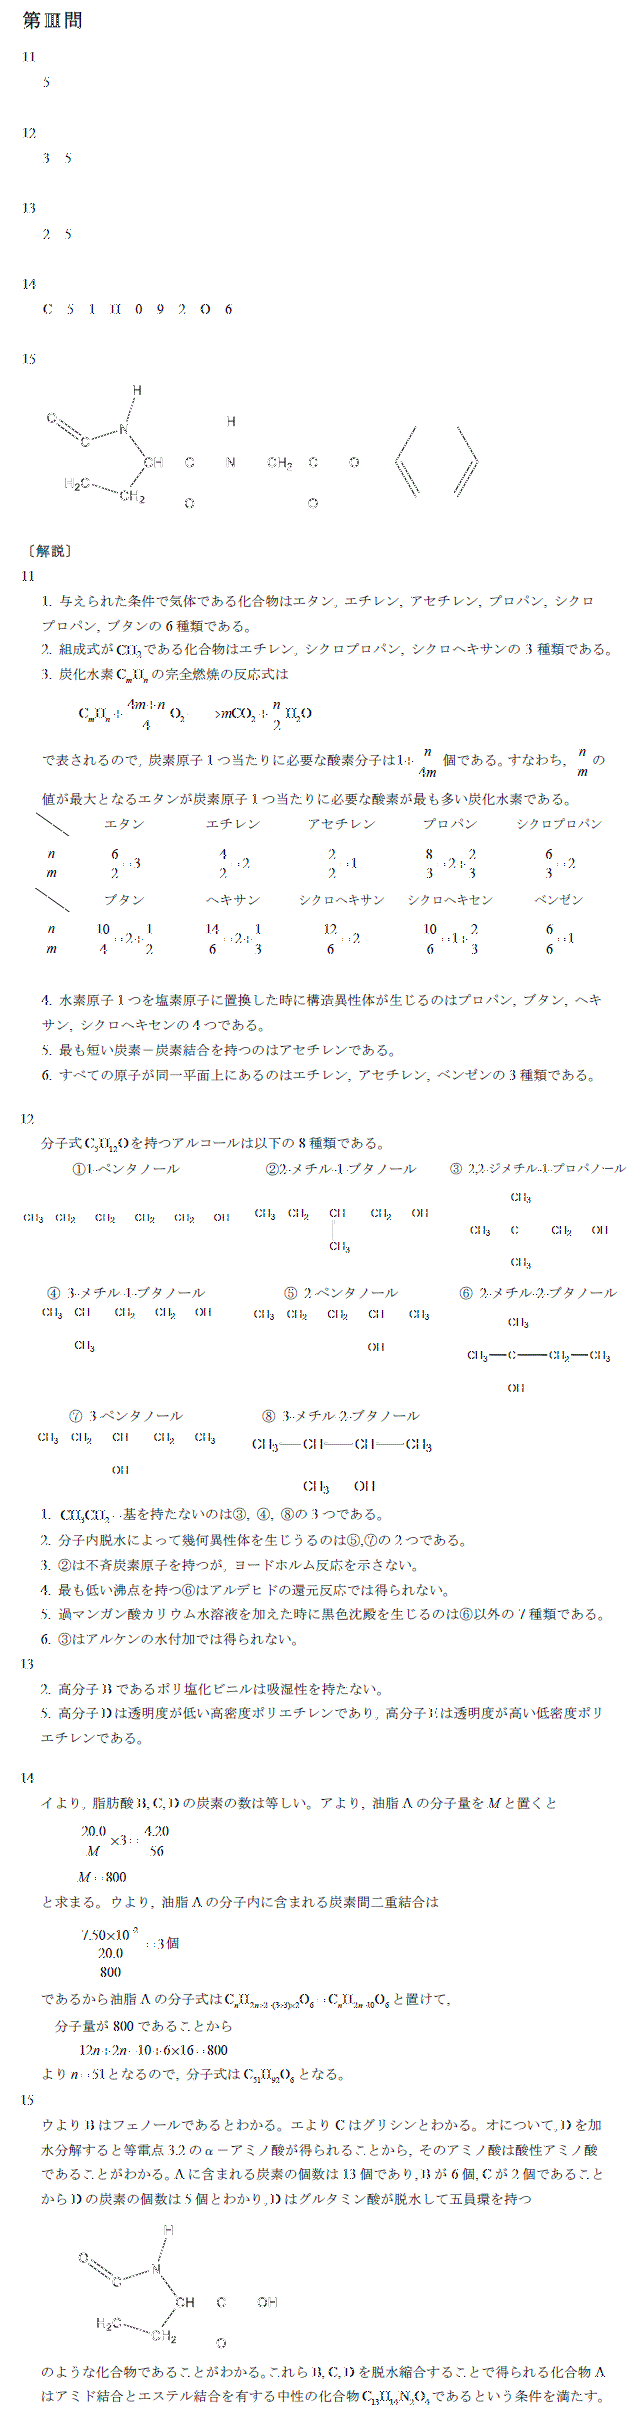 第Ⅲ問
11
5
12
3 5
13
2 5
14
C 5 1 H 0 9 2 O 6
15
H
O C N H
CH C N CH2 C O
H2C CH2 O O
〔解説〕
11
1. 与えられた条件で気体である化合物はエタン, エチレン, アセチレン, プロパン, シクロ
プロパン, ブタンの 6 種類である。
2. 組成式が CH2 である化合物はエチレン, シクロプロパン, シクロヘキサンの 3 種類である。
3. 炭化水素 CmHn の完全燃焼の反応式は
CmHn + (4m+n)/4 O2 → mCO2 + n/2 H2O
で表されるので, 炭素原子 1 つ当たりに必要な酸素分子は 1 + n/4m 個である。すなわち, n/m の
値が最大となるエタンが炭素原子 1 つ当たりに必要な酸素が最も多い炭化水素である。
エタン エチレン アセチレン プロパン シクロプロパン
n/m 6/2=3 4/2=2 2/2=1 8/3=2+2/3 6/3=2
ブタン ヘキサン シクロヘキサン シクロヘキセン ベンゼン
n/m 10/4=2+1/2 14/6=2+1/3 12/6=2 10/6=1+2/3 6/6=1
4. 水素原子 1 つを塩素原子に置換した時に構造異性体が生じるのはプロパン, ブタン, ヘキ
サン, シクロヘキセンの 4 つである。
5. 最も短い炭素－炭素結合を持つのはアセチレンである。
6. すべての原子が同一平面上にあるのはエチレン, アセチレン, ベンゼンの 3 種類である。
12
分子式 C5H12O を持つアルコールは以下の 8 種類である。
①1-ペンタノール ②2-メチル-1-ブタノール ③ 2,2-ジメチル-1-プロパノール
CH3 CH2 CH2 CH2 CH2 OH
CH3 CH2 CH CH2 OH
CH3
CH3
CH3 C CH2 OH
CH3
④ 3-メチル-1-ブタノール ⑤ 2-ペンタノール ⑥ 2-メチル-2-ブタノール
CH3 CH CH2 CH2 OH
CH3
CH3 CH2 CH2 CH CH3
OH
CH3
CH3 C CH2 CH3
OH
⑦ 3-ペンタノール ⑧ 3-メチル-2-ブタノール
CH3 CH2 CH CH2 CH3
OH
CH3 CH CH CH3
CH3 OH
1. CH3CH2-基を持たないのは③, ④, ⑧の 3 つである。
2. 分子内脱水によって幾何異性体を生じうるのは⑤,⑦の 2 つである。
3. ②は不斉炭素原子を持つが, ヨードホルム反応を示さない。
4. 最も低い沸点を持つ⑥はアルデヒドの還元反応では得られない。
5. 過マンガン酸カリウム水溶液を加えた時に黒色沈殿を生じるのは⑥以外の 7 種類である。
6. ③はアルケンの水付加では得られない。
13
2. 高分子 B であるポリ塩化ビニルは吸湿性を持たない。
5. 高分子 D は透明度が低い高密度ポリエチレンであり, 高分子 E は透明度が高い低密度ポリ
エチレンである。
14
イより, 脂肪酸 B, C, D の炭素の数は等しい。アより, 油脂 A の分子量を M と置くと
20.0/M ×3 = 4.20/56
M = 800
と求まる。ウより, 油脂 A の分子内に含まれる炭素間二重結合は
7.50×10^-2/(20.0/800) = 3 個
であるから油脂 A の分子式は CnH2n+2-(3+3)×2O6 = CnH2n-10O6 と置けて,
分子量が 800 であることから
12n+2n-10+6×16=800
より n=51 となるので, 分子式は C51H92O6 となる。
15
ウより B はフェノールであるとわかる。エより C はグリシンとわかる。オについて, D を加
水分解すると等電点 3.2 の α－アミノ酸が得られることから, そのアミノ酸は酸性アミノ酸
であることがわかる。A に含まれる炭素の個数は 13 個であり, B が 6 個, C が 2 個であること
から D の炭素の個数は 5 個とわかり, D はグルタミン酸が脱水して五員環を持つ
H
O C N
CH C OH
H2C CH2 O
のような化合物であることがわかる。これら B, C, D を脱水縮合することで得られる化合物 A
はアミド結合とエステル結合を有する中性の化合物 C13H14N2O4 であるという条件を満たす。